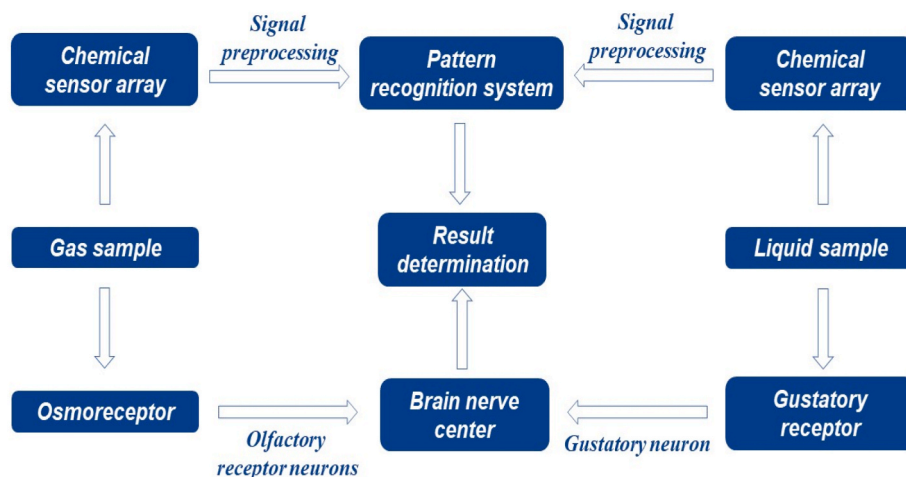 Signal
preprocessing
Signal
preprocessing
Chemical
sensor array
Pattern
recognition system
Chemical
sensor array
Gas sample
Result
determination
Liquid sample
Osmoreceptor
Brain nerve
center
Gustatory
receptor
Olfactory
receptor neurons
Gustatory neuron